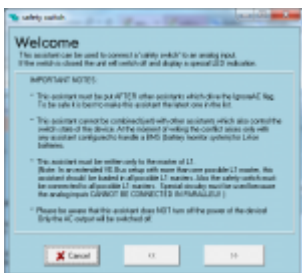 safety switch
Welcome
This assistant can be used to connect a 'safety switch' to an analog input.
If the switch is closed the unit will switch off and display a special LED indication.
IMPORTANT NOTES:
* This assistant must be put AFTER other assistants which drive the IgnoreAC flag.
To be safe it is best to make this assistant the latest one in the list.
* This assistant cannot be combined with other assistants which also control the
switch state of the device. At the moment of writing the conflict arises only with
any assistant configured to handle a BMS (battery monitor system) for Li-Ion
batteries.
* This assistant must be written only to the master of L1.
(Note: In an extended VE.Bus setup with more than one possible L1 master, this
assistant should be loaded in all possible L1 masters. Also the safety switch must
be connected to all possible L1 masters. Special circuitry must be used because
the analog inputs CANNOT BE CONNECTED IN PARALLEL!! )
* Please be aware that this assistant does NOT turn off the power of the device!
Only the AC output will be switched off.
Cancel
<<
>>